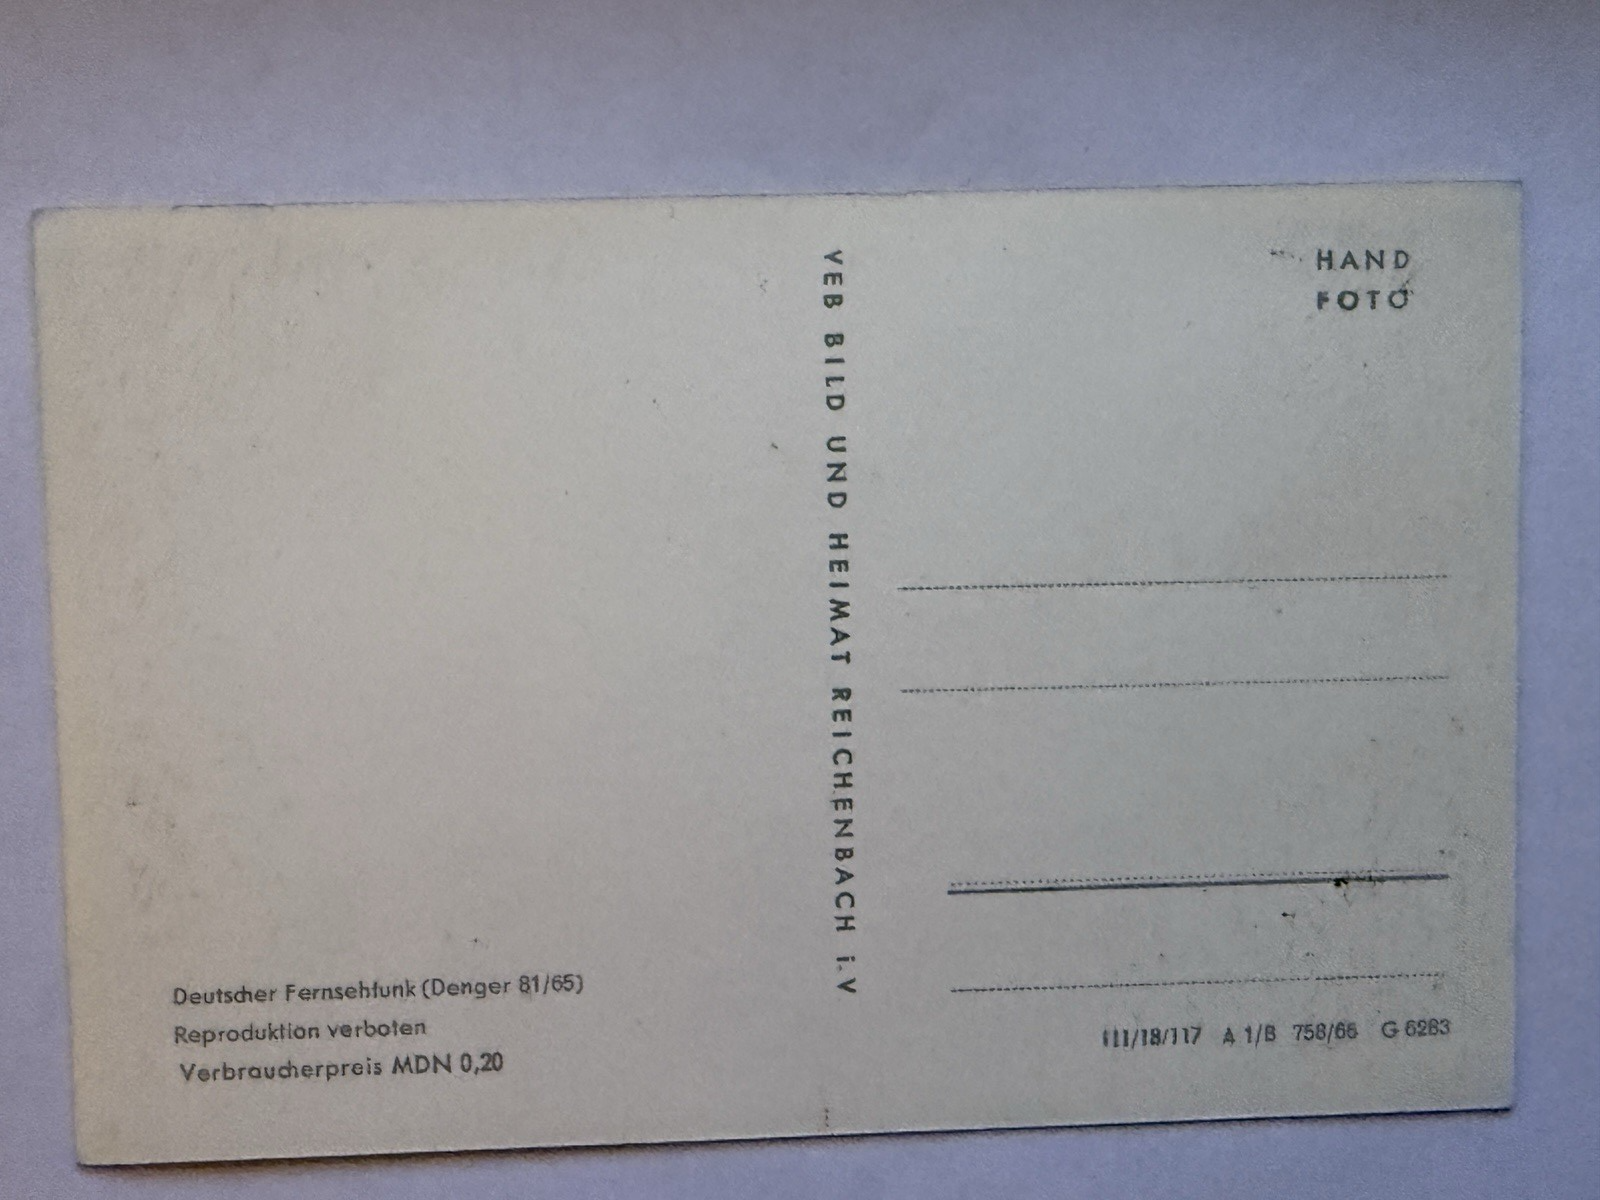 HAND
FOTO
VEB BILD UND HEIMAT REICHENBACH i.V
Deutscher Fernsehfunk (Denger 81/65)
Reproduktion verboten
Verbraucherpreis MDN 0,20
III/18/117 A 1/B 758/66 G 6283